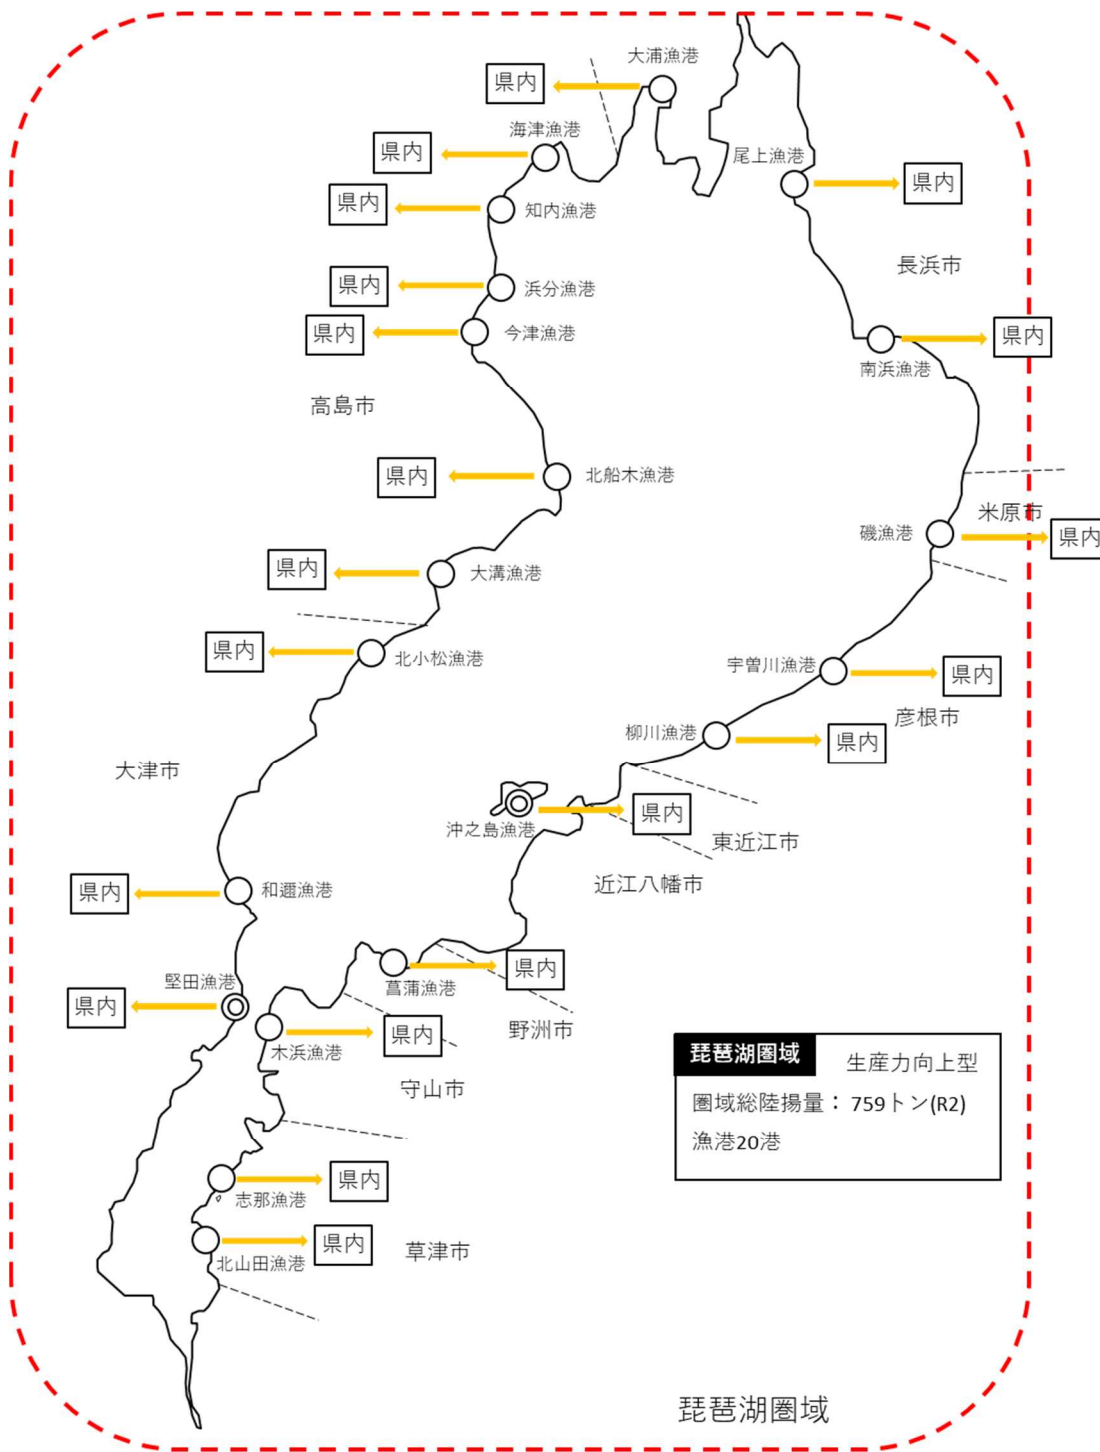 大浦漁港
県内
海津漁港
県内
尾上漁港
県内
県内
知内漁港
長浜市
県内
浜分漁港
県内
今津漁港
県内
南浜漁港
高島市
県内
北船木漁港
米原市
磯漁港
県内
県内
大溝漁港
県内
北小松漁港
宇曽川漁港
県内
彦根市
柳川漁港
県内
大津市
沖之島漁港
県内
東近江市
近江八幡市
県内
和邇漁港
堅田漁港
県内
菖蒲漁港
県内
野洲市
木浜漁港
県内
守山市
琵琶湖圏域 生産力向上型
圏域総陸揚量：759トン(R2)
漁港20港
志那漁港
県内
北山田漁港
県内
草津市
琵琶湖圏域